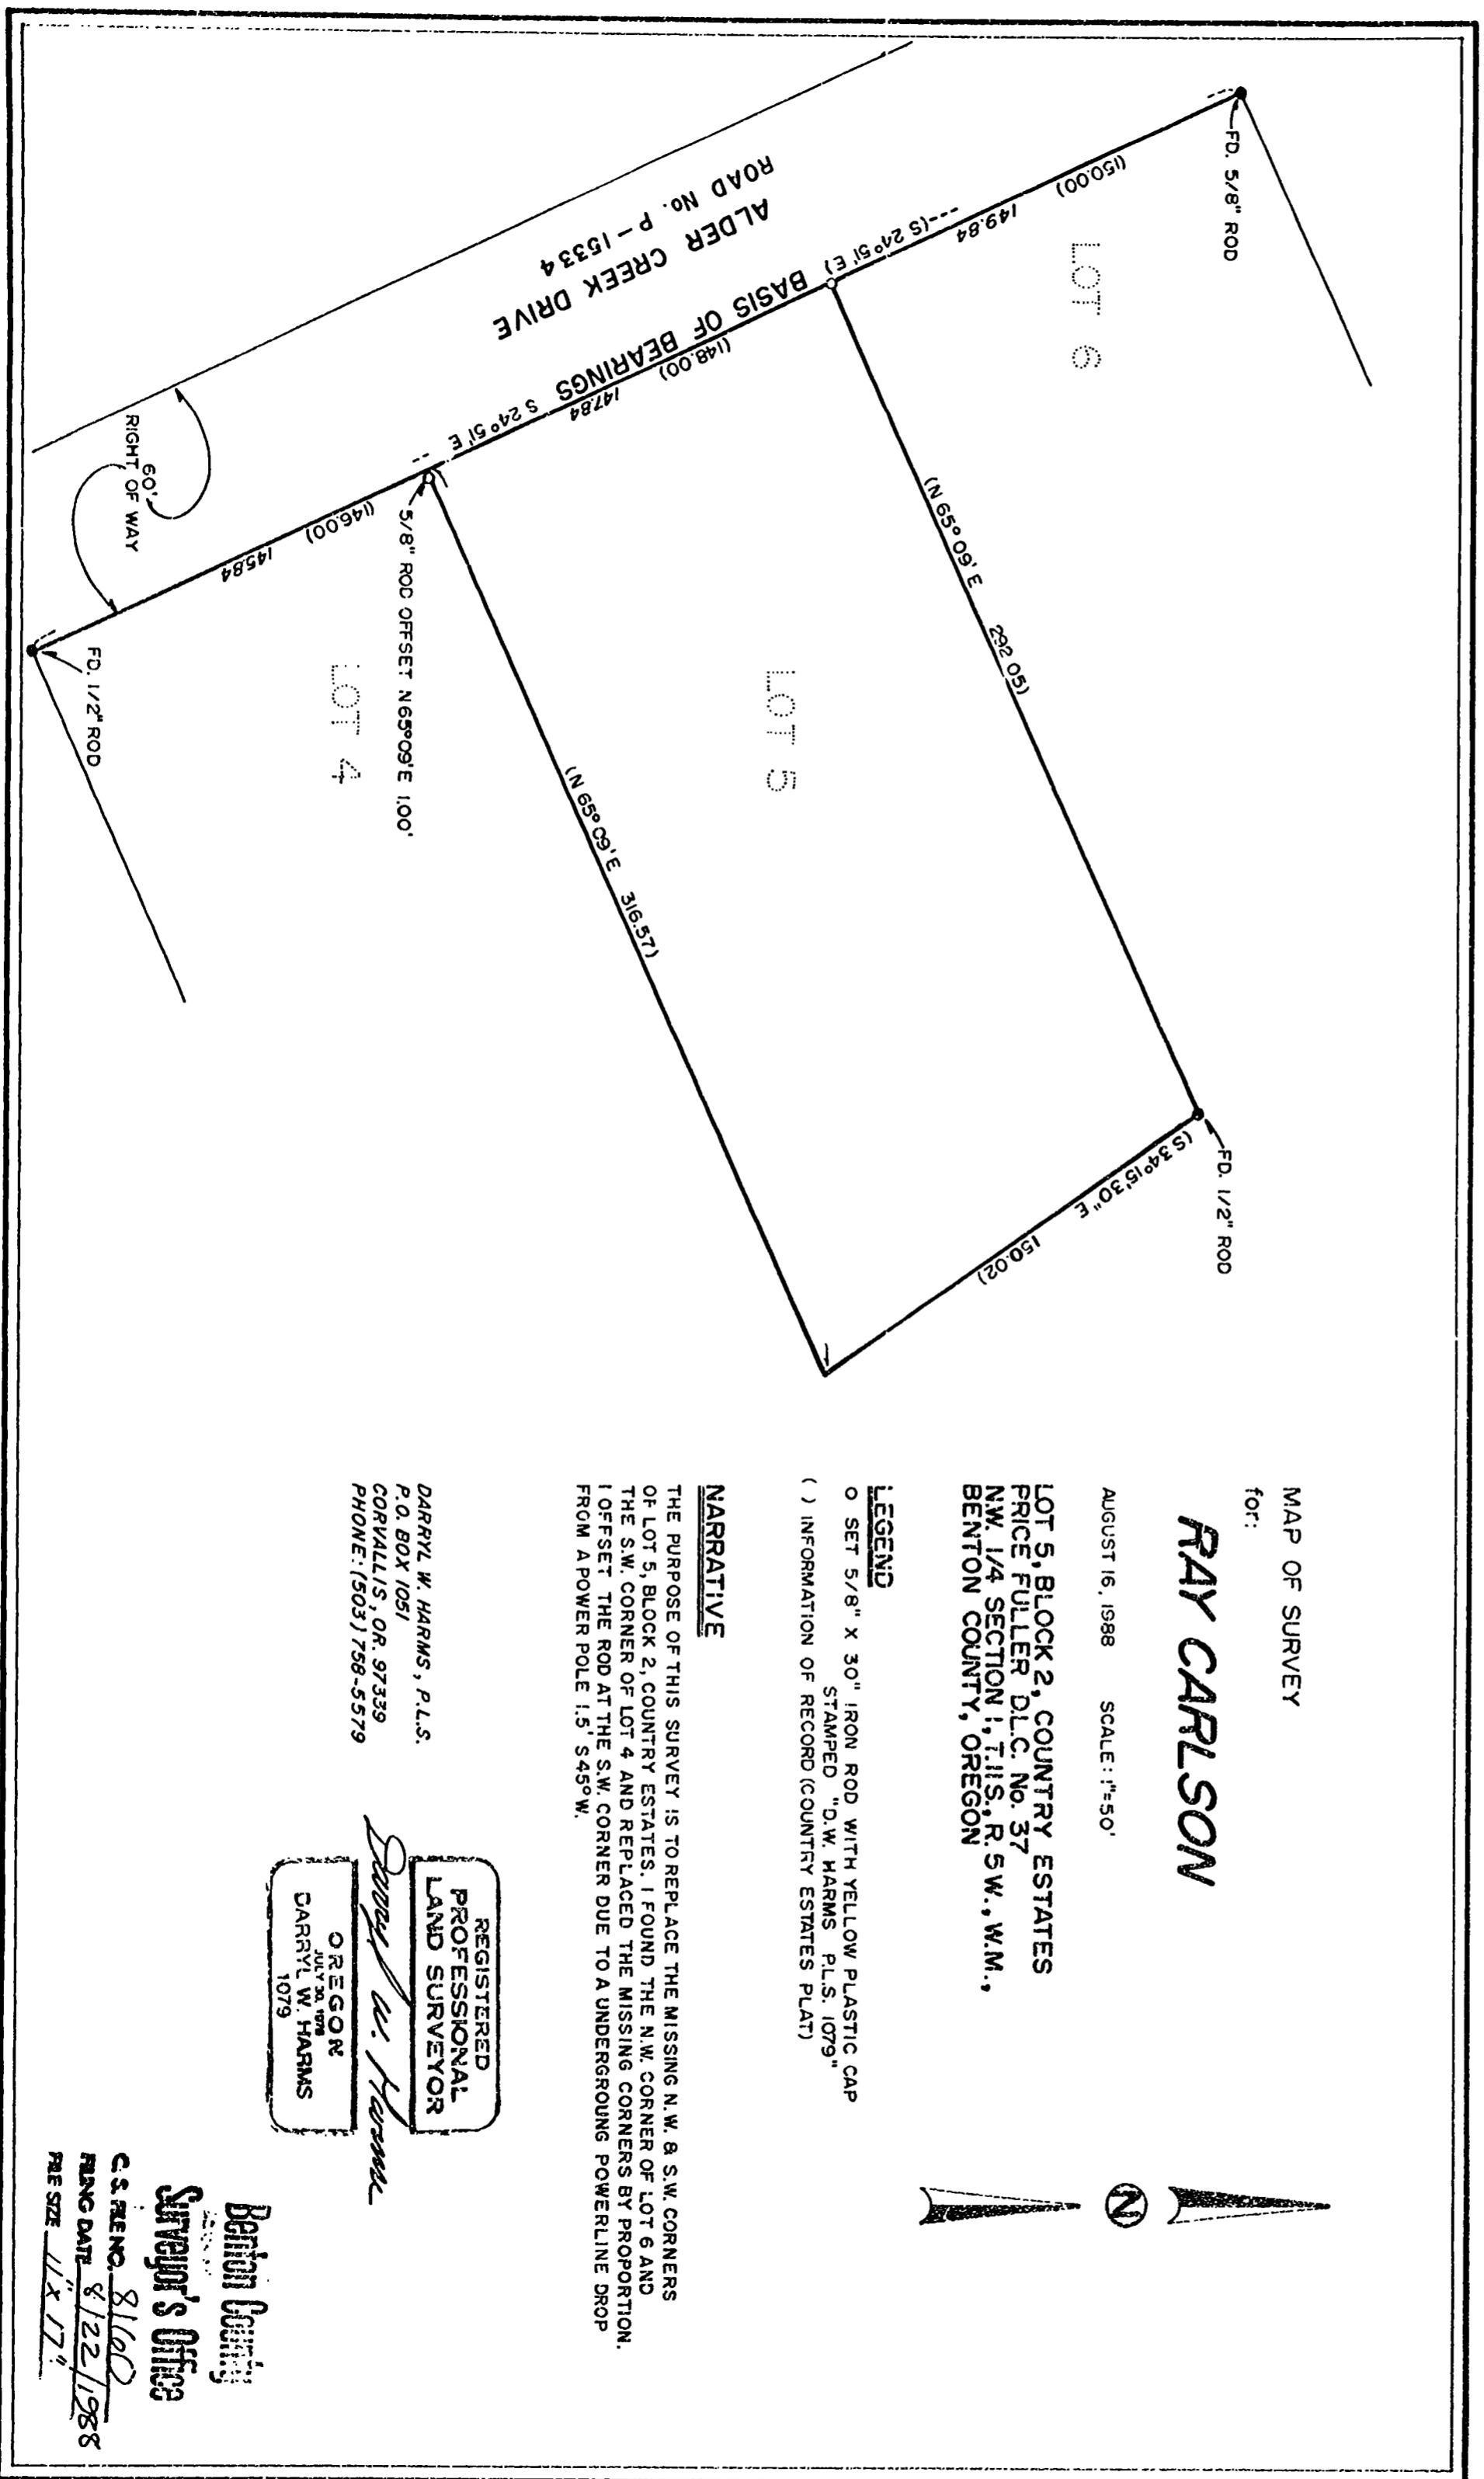 MAP OF SURVEY
for:
RAY CARLSON
AUGUST 16, 1988 SCALE: 1"=50'
LOT 5, BLOCK 2, COUNTRY ESTATES
PRICE FULLER D.L.C. No. 37
N.W. 1/4 SECTION 1, T.11S., R.5W., W.M.,
BENTON COUNTY, OREGON
LEGEND
O SET 5/8" X 30" IRON ROD WITH YELLOW PLASTIC CAP
STAMPED "D.W. HARMS P.L.S. 1079"
( ) INFORMATION OF RECORD (COUNTRY ESTATES PLAT)
NARRATIVE
THE PURPOSE OF THIS SURVEY IS TO REPLACE THE MISSING N.W. & S.W. CORNERS
OF LOT 5, BLOCK 2, COUNTRY ESTATES. I FOUND THE N.W. CORNER OF LOT 6 AND
THE S.W. CORNER OF LOT 4 AND REPLACED THE MISSING CORNERS BY PROPORTION.
I OFFSET THE ROD AT THE S.W. CORNER DUE TO A UNDERGROUNG POWERLINE DROP
FROM A POWER POLE 1.5' S45°W.
DARRYL W. HARMS, P.L.S.
P.O. BOX 1051
CORVALLIS, OR. 97339
PHONE: (503) 758-5579
REGISTERED
PROFESSIONAL
LAND SURVEYOR
Darryl W. Harms
OREGON
JULY 30, 1976
DARRYL W. HARMS
1079
Benton County
Surveyor's Office
C.S. FILE NO. 8160
FILING DATE 8/22/1988
FILE SIZE 11" X 17"
N
FD. 5/8" ROD
(150.00)
149.84
(S 24°51' E)
LOT 6
BASIS OF BEARINGS S 24°51' E
(148.00)
147.84
ALDER CREEK DRIVE
ROAD No. P-15334
(N 65°09' E 292.05)
FD. 1/2" ROD
(S 34°15'30" E 150.02)
LOT 5
(N 65°09' E 316.57)
5/8" ROD OFFSET N65°09'E 1.00'
(146.00)
145.84
LOT 4
60'
RIGHT OF WAY
FD. 1/2" ROD